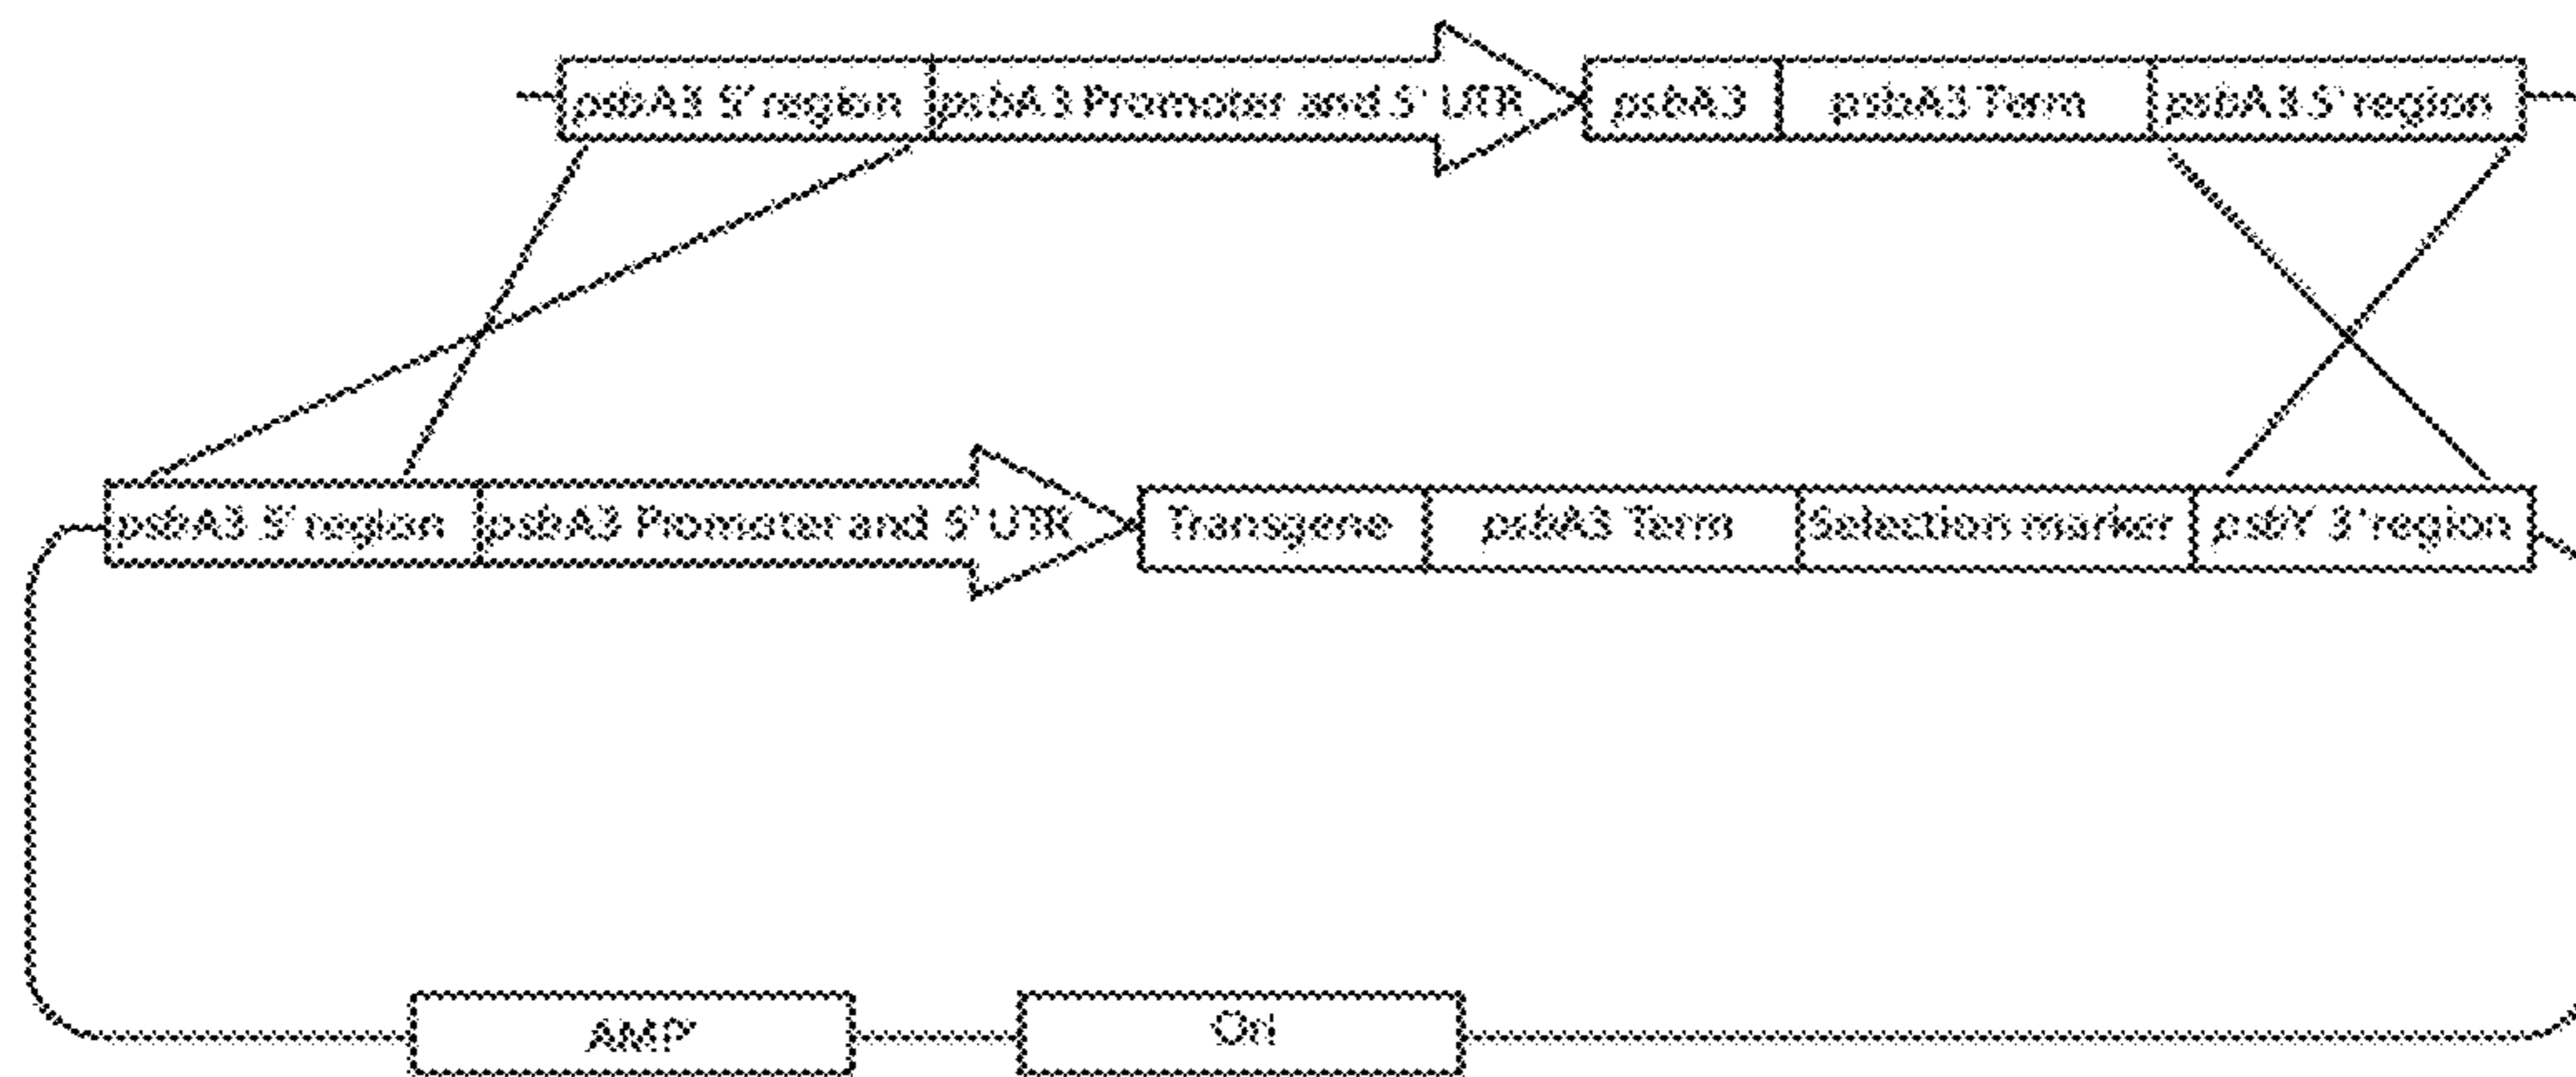 psbA3 5' region psbA3 Promoter and 5' UTR psbA3 psbA3 Term psbA3 5' region
psbA3 5' region psbA3 Promoter and 5' UTR Transgene psbA3 Term Selection marker psbY 3' region
AMP Ori